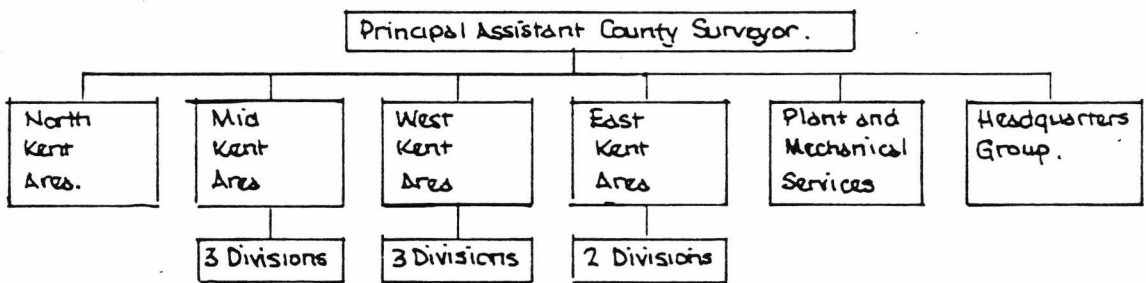 Principal Assistant County Surveyor.
North
Kent
Area.
Mid
Kent
Area
West
Kent
Area
East
Kent
Area
Plant and
Mechanical
Services
Headquarters
Group.
3 Divisions
3 Divisions
2 Divisions